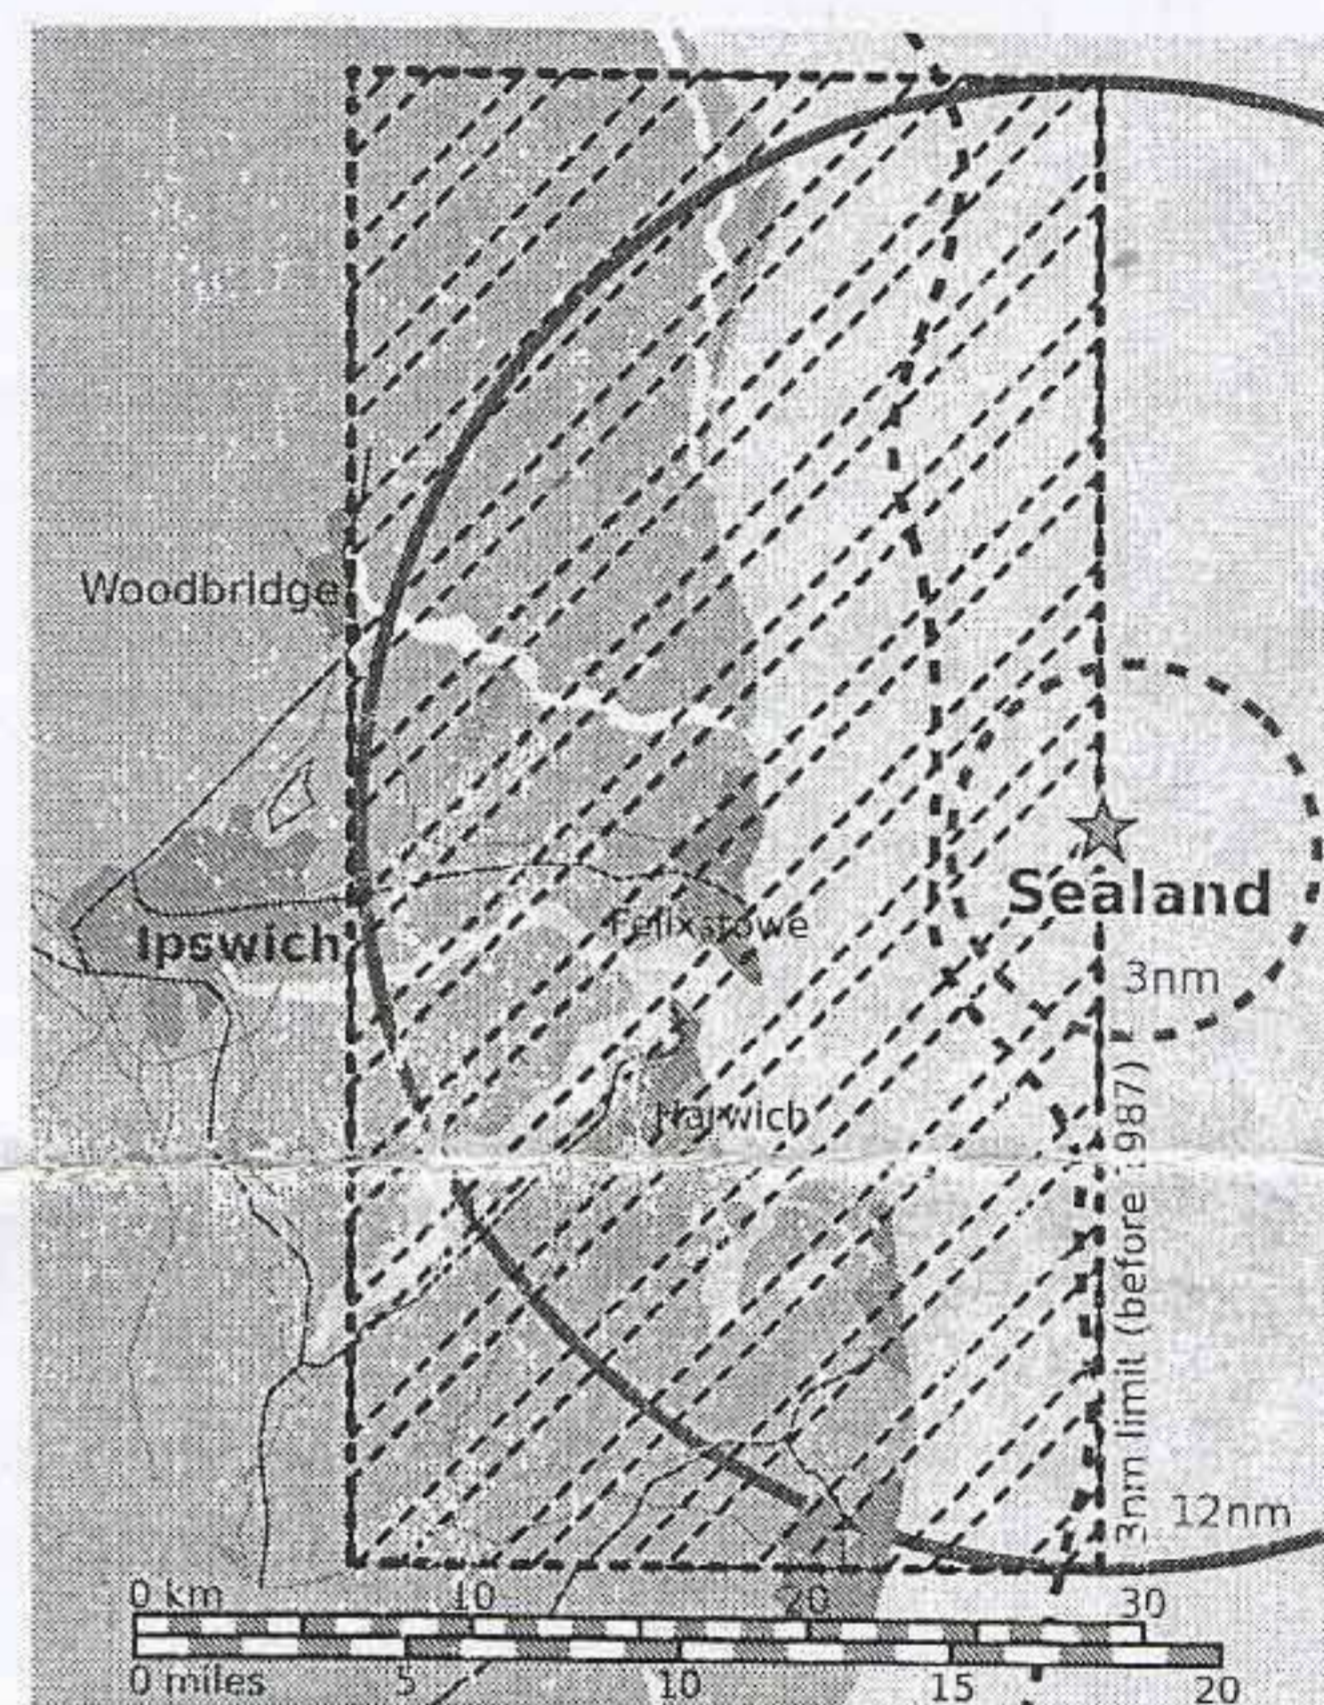 Woodbridge
Sealand
Felixstowe
Ipswich
3nm
Harwich
3nm limit (before 1987)
12nm
0 km 10 20 30
0 miles 5 10 15 20